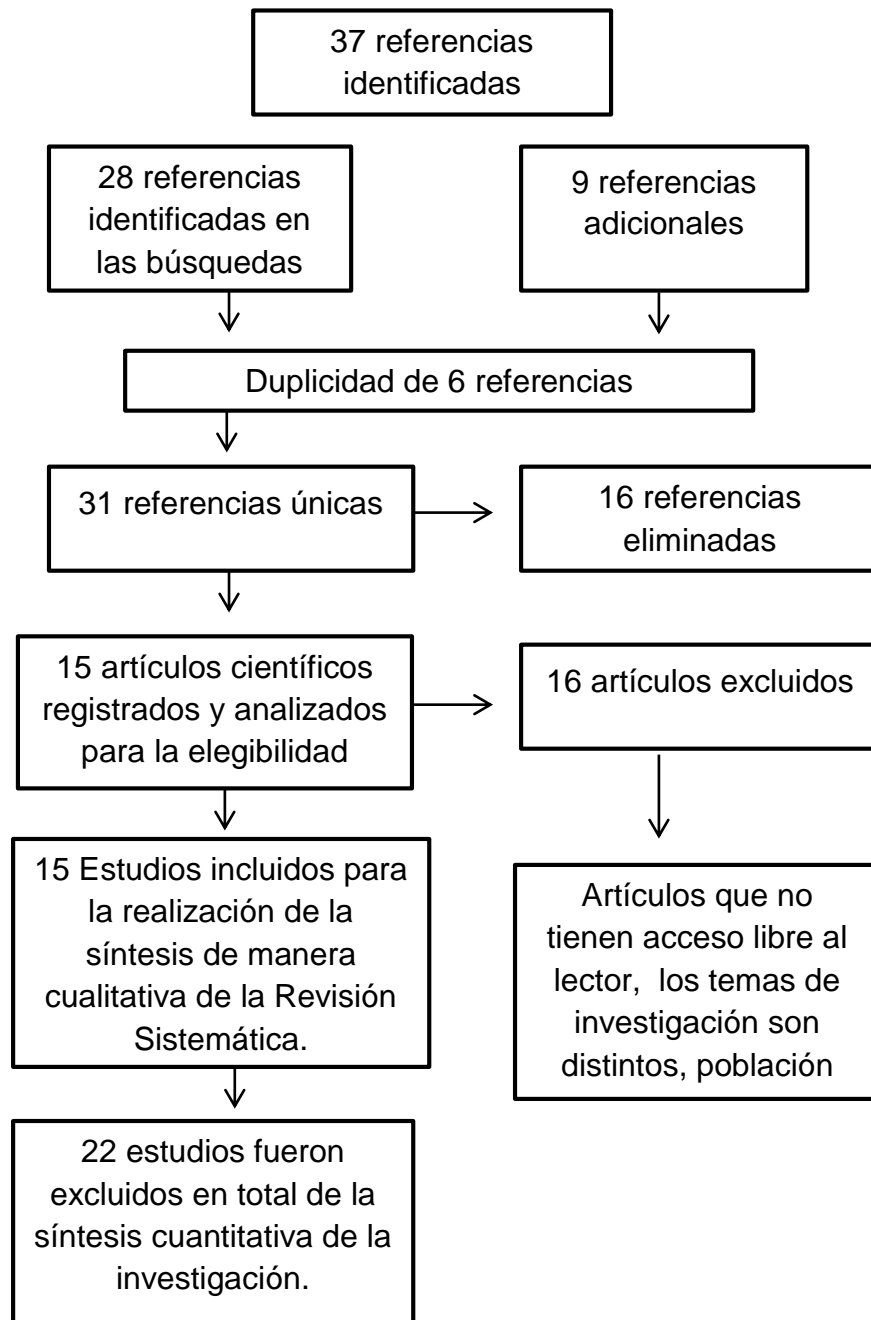 37 referencias
identificadas
28 referencias
identificadas en
las búsquedas
9 referencias
adicionales
Duplicidad de 6 referencias
31 referencias únicas
16 referencias
eliminadas
15 artículos científicos
registrados y analizados
para la elegibilidad
16 artículos excluidos
15 Estudios incluidos para
la realización de la
síntesis de manera
cualitativa de la Revisión
Sistemática.
Artículos que no
tienen acceso libre al
lector, los temas de
investigación son
distintos, población
22 estudios fueron
excluidos en total de la
síntesis cuantitativa de la
investigación.